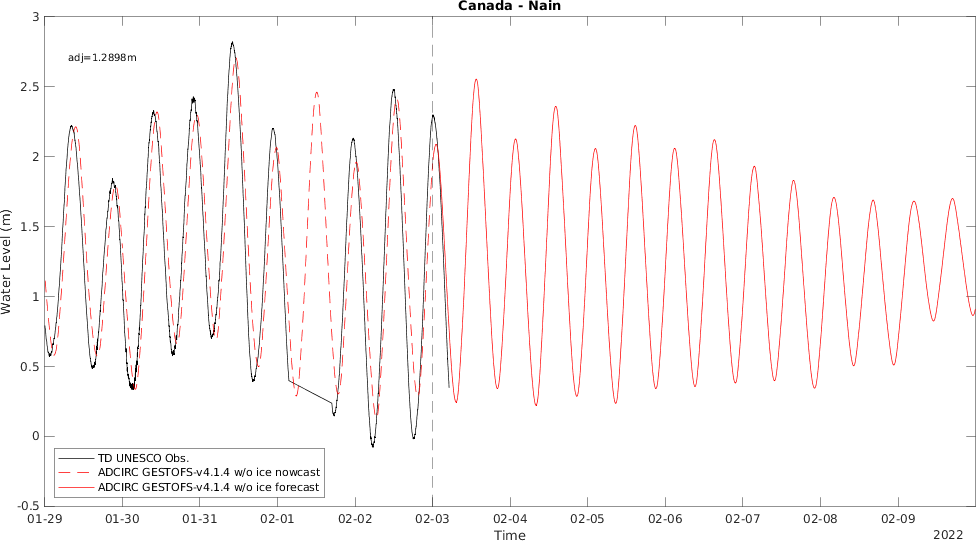 Canada - Nain
adj=1.2898m
3
2.5
2
1.5
1
0.5
0
-0.5
Water Level (m)
TD UNESCO Obs.
ADCIRC GESTOFS-v4.1.4 w/o ice nowcast
ADCIRC GESTOFS-v4.1.4 w/o ice forecast
01-29 01-30 01-31 02-01 02-02 02-03 02-04 02-05 02-06 02-07 02-08 02-09
Time
2022